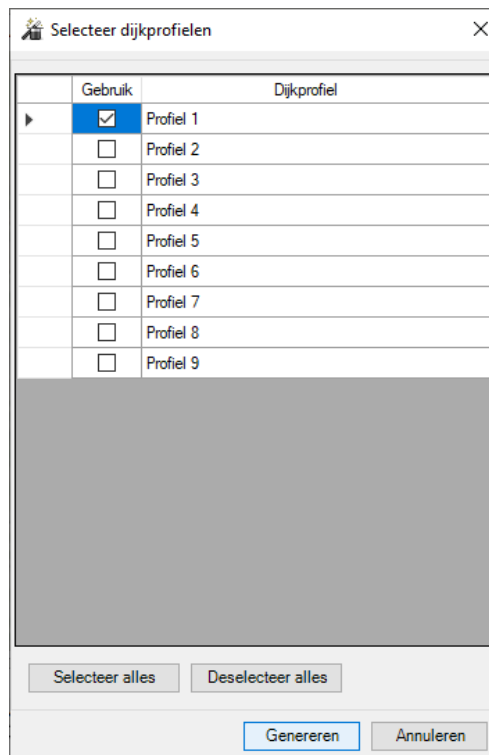 Selecteer dijkprofielen
Gebruik Dijkprofiel
Profiel 1
Profiel 2
Profiel 3
Profiel 4
Profiel 5
Profiel 6
Profiel 7
Profiel 8
Profiel 9
Selecteer alles Deselecteer alles
Genereren Annuleren